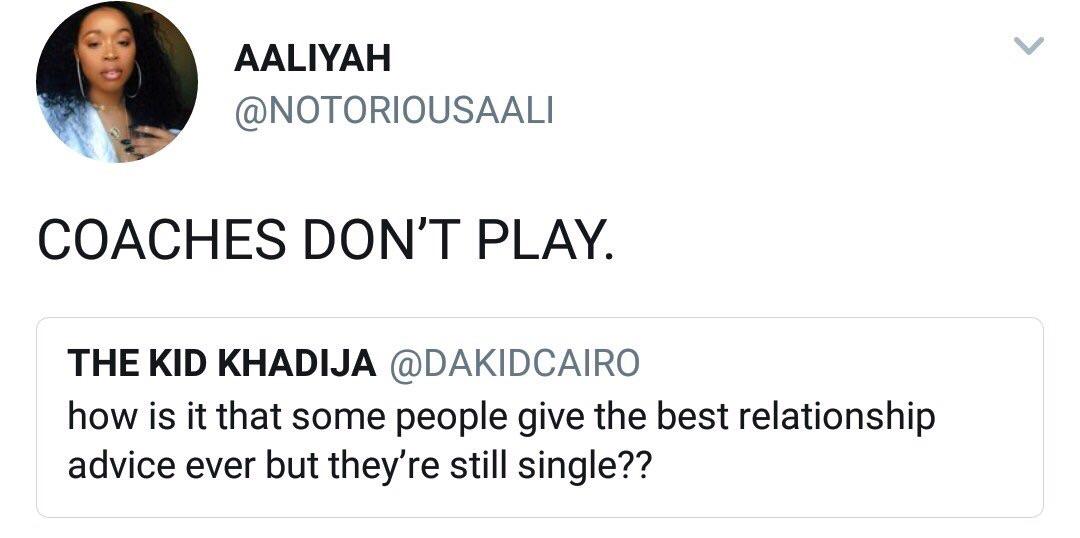 AALIYAH
@NOTORIOUSAALI
COACHES DON’T PLAY.
THE KID KHADIJA @DAKIDCAIRO
how is it that some people give the best relationship
advice ever but they’re still single??